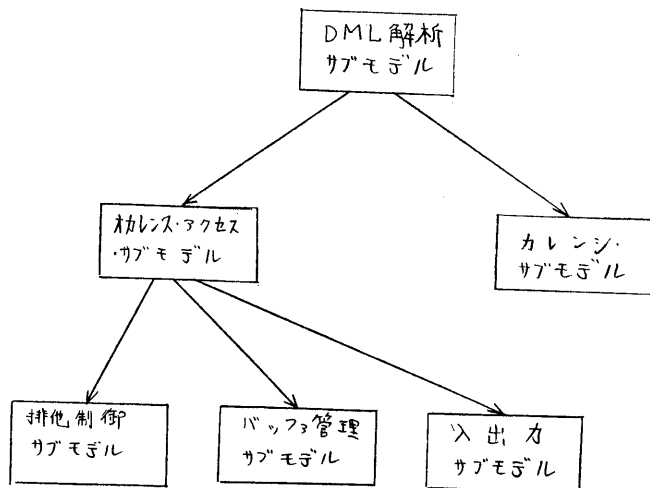 DML解析
サブモデル
オカレンス・アクセス
・サブモデル
カレンシ・
サブモデル
排他制御
サブモデル
バッファ管理
サブモデル
入出力
サブモデル